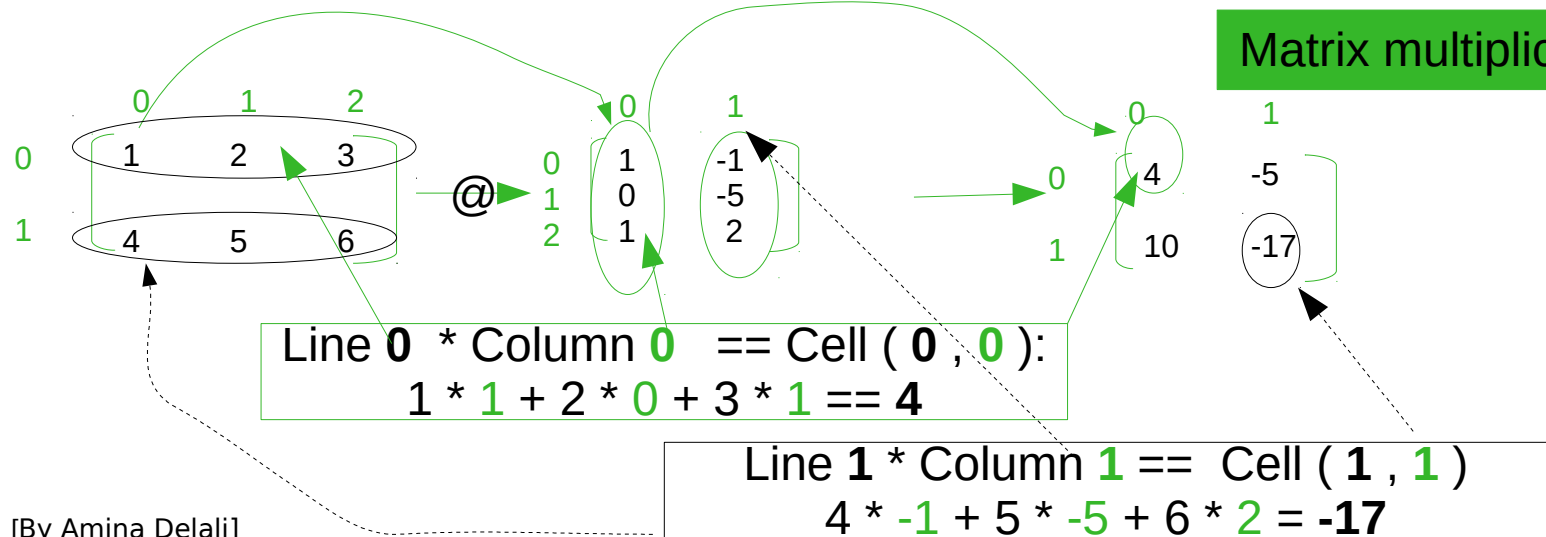 Matrix multiplic
0 1 2
0 1
0 1
0 1 2 3
1 4 5 6
@
0 1 -1
1 0 -5
2 1 2
0 4 -5
1 10 -17
Line 0 * Column 0 == Cell ( 0 , 0 ):
1 * 1 + 2 * 0 + 3 * 1 == 4
Line 1 * Column 1 == Cell ( 1 , 1 )
4 * -1 + 5 * -5 + 6 * 2 = -17
[By Amina Delali]